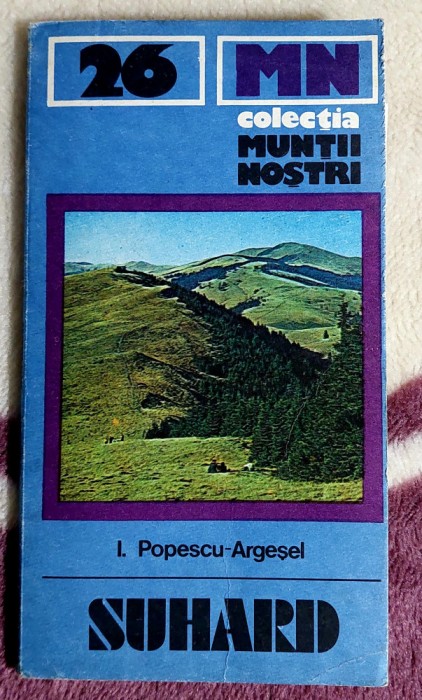 26 MN
colecția
MUNȚII
NOȘTRI
I. Popescu-Argeșel
SUHARD